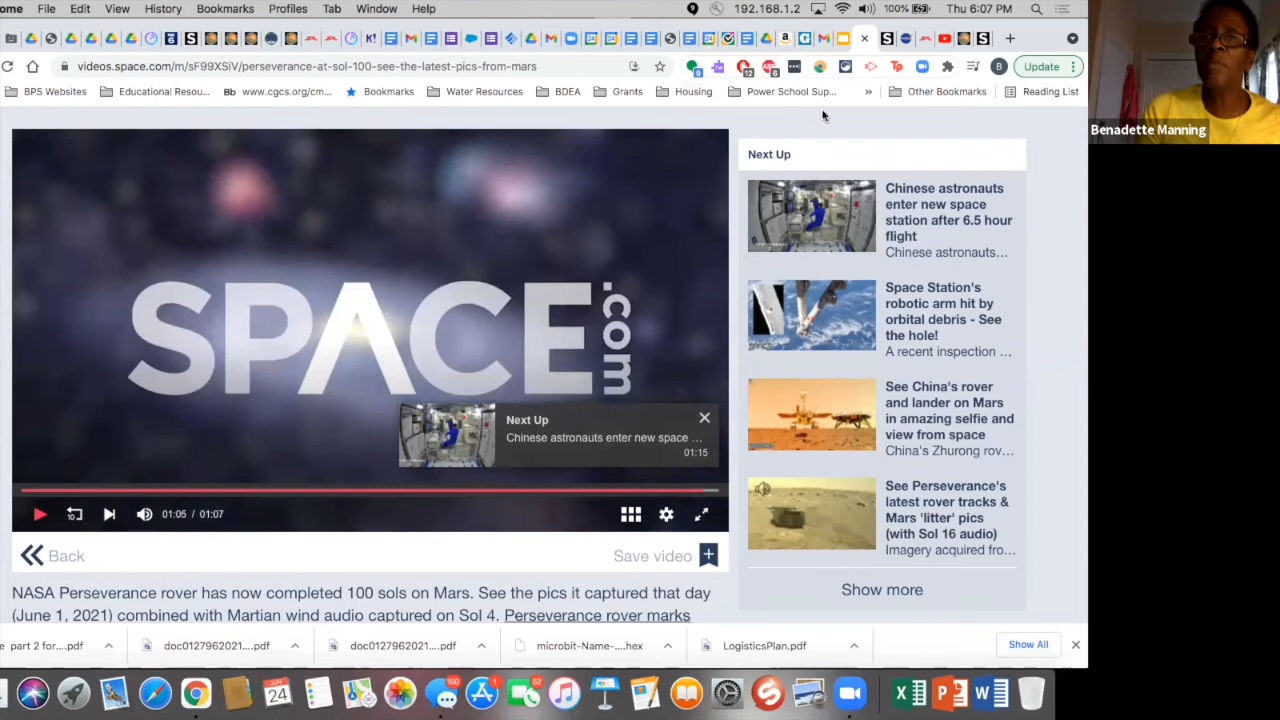 ome File Edit View History Bookmarks Profiles Tab Window Help 192.168.1.2 100% Thu 6:07 PM
videos.space.com/m/sF99XSiV/perseverance-at-sol-100-see-the-latest-pics-from-mars 9 12 6 Tp B Update
BPS Websites Educational Resou... Bb www.cgcs.org/cm... Bookmarks Water Resources BDEA Grants Housing Power School Sup... » Other Bookmarks Reading List
Benadette Manning
SPACE.com
Next Up
Chinese astronauts enter new space ...
01:15
01:05 / 01:07
Back
Save video
NASA Perseverance rover has now completed 100 sols on Mars. See the pics it captured that day
(June 1, 2021) combined with Martian wind audio captured on Sol 4. Perseverance rover marks
Next Up
Chinese astronauts
enter new space
station after 6.5 hour
flight
Chinese astronauts…
Space Station's
robotic arm hit by
orbital debris - See
the hole!
A recent inspection …
See China's rover
and lander on Mars
in amazing selfie and
view from space
China's Zhurong rov…
See Perseverance's
latest rover tracks &
Mars 'litter' pics
(with Sol 16 audio)
Imagery acquired fro…
Show more
e part 2 for....pdf doc0127962021....pdf doc0127962021....pdf microbit-Name-....hex LogisticsPlan.pdf Show All
JUN
24
150
1
52